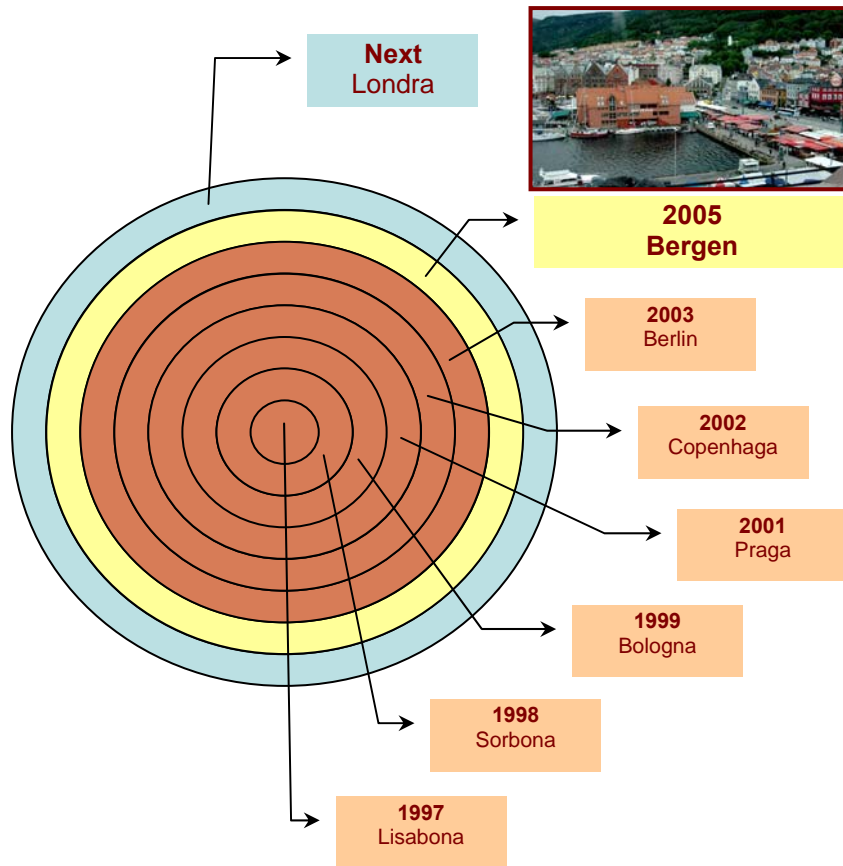 Next
Londra
2005
Bergen
2003
Berlin
2002
Copenhaga
2001
Praga
1999
Bologna
1998
Sorbona
1997
Lisabona